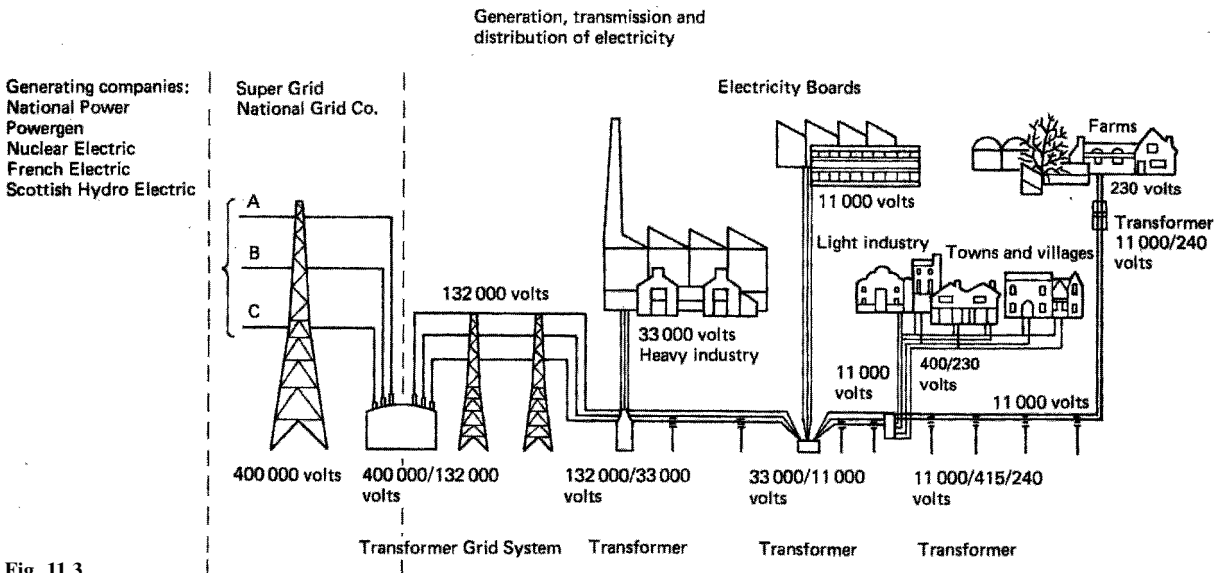 Generation, transmission and
distribution of electricity
Generating companies:
National Power
Powergen
Nuclear Electric
French Electric
Scottish Hydro Electric
Super Grid
National Grid Co.
Electricity Boards
A
B
C
400 000 volts
400 000/132 000
volts
132 000 volts
33 000 volts
Heavy industry
132 000/33 000
volts
11 000 volts
Light industry
33 000/11 000
volts
11 000
volts
Towns and villages
400/230
volts
Farms
230 volts
Transformer
11 000/240
volts
11 000 volts
11 000/415/240
volts
Transformer Grid System
Transformer
Transformer
Transformer
Fig. 11.3